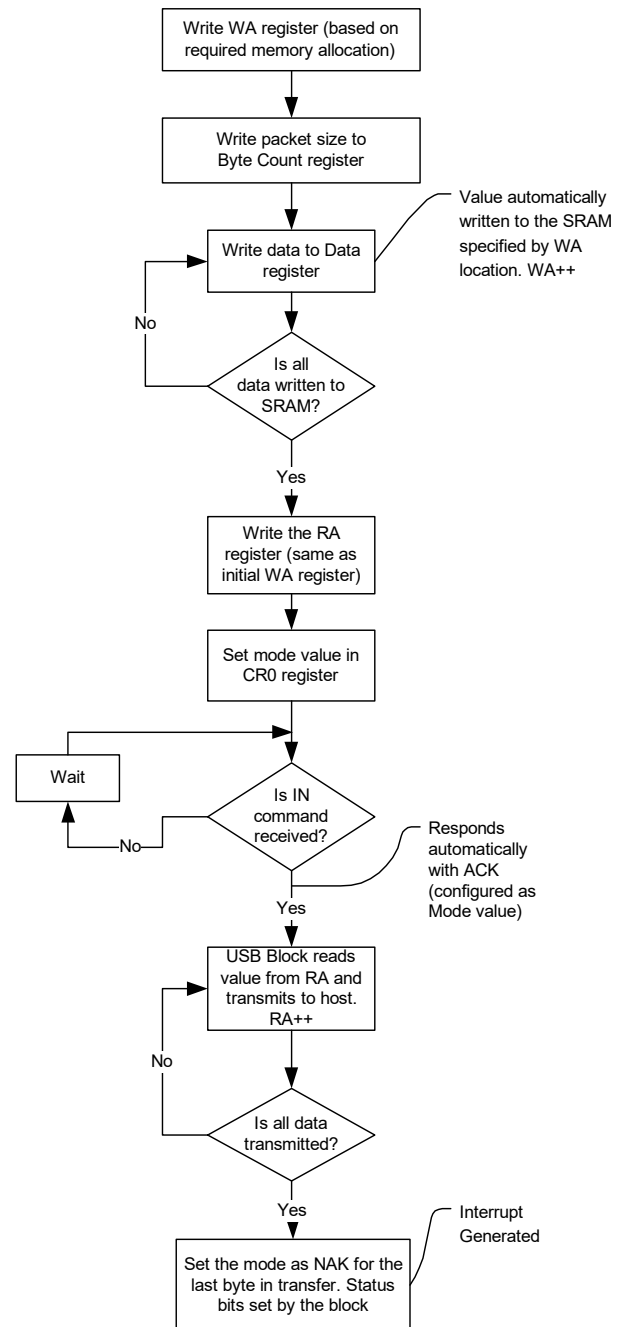 Write WA register (based on
required memory allocation)
Write packet size to
Byte Count register
Value automatically
written to the SRAM
specified by WA
location. WA++
Write data to Data
register
No
Is all
data written to
SRAM?
Yes
Write the RA
register (same as
initial WA register)
Set mode value in
CR0 register
Wait
Is IN
command
received?
No
Responds
automatically
with ACK
(configured as
Mode value)
Yes
USB Block reads
value from RA and
transmits to host.
RA++
No
Is all data
transmitted?
Yes
Interrupt
Generated
Set the mode as NAK for the
last byte in transfer. Status
bits set by the block